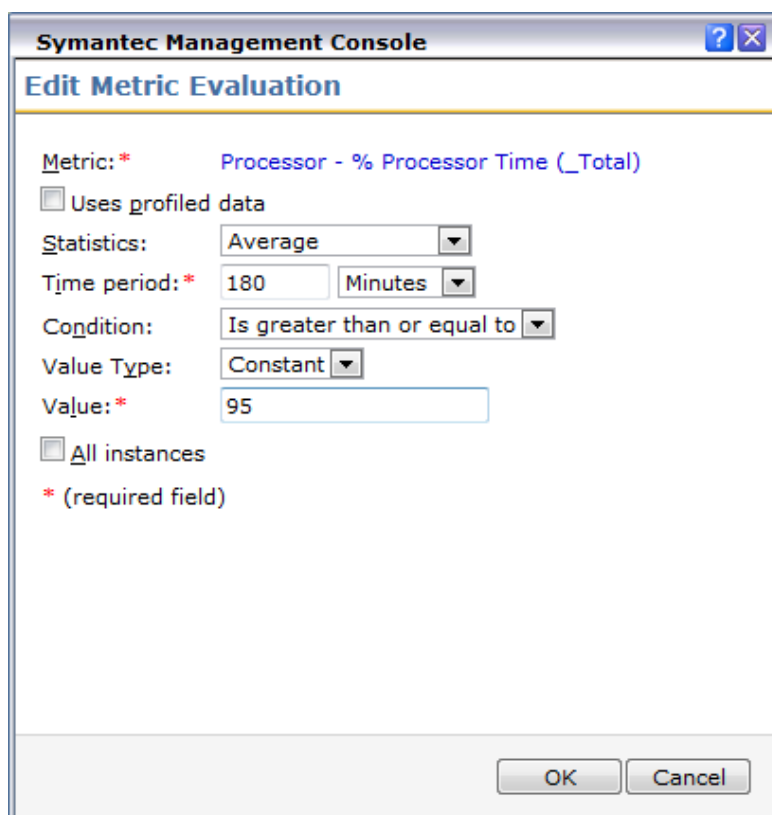 Symantec Management Console
Edit Metric Evaluation
Metric:* Processor - % Processor Time (_Total)
Uses profiled data
Statistics: Average
Time period:* 180 Minutes
Condition: Is greater than or equal to
Value Type: Constant
Value:* 95
All instances
* (required field)
OK Cancel